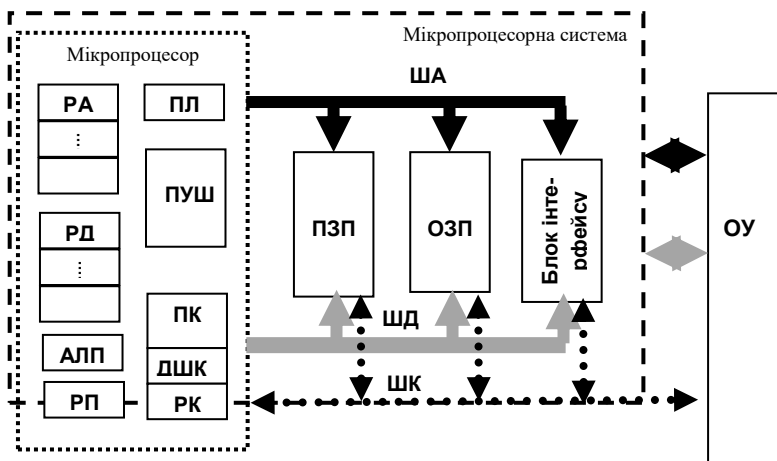 Мікропроцесорна система
Мікропроцесор
ША
РА
ПЛ
...
ПУШ
ПЗП
ОЗП
Блок інте-
рфейсу
ОУ
РД
....
ПК
ШД
АЛП
ДШК
ШК
РП
РК